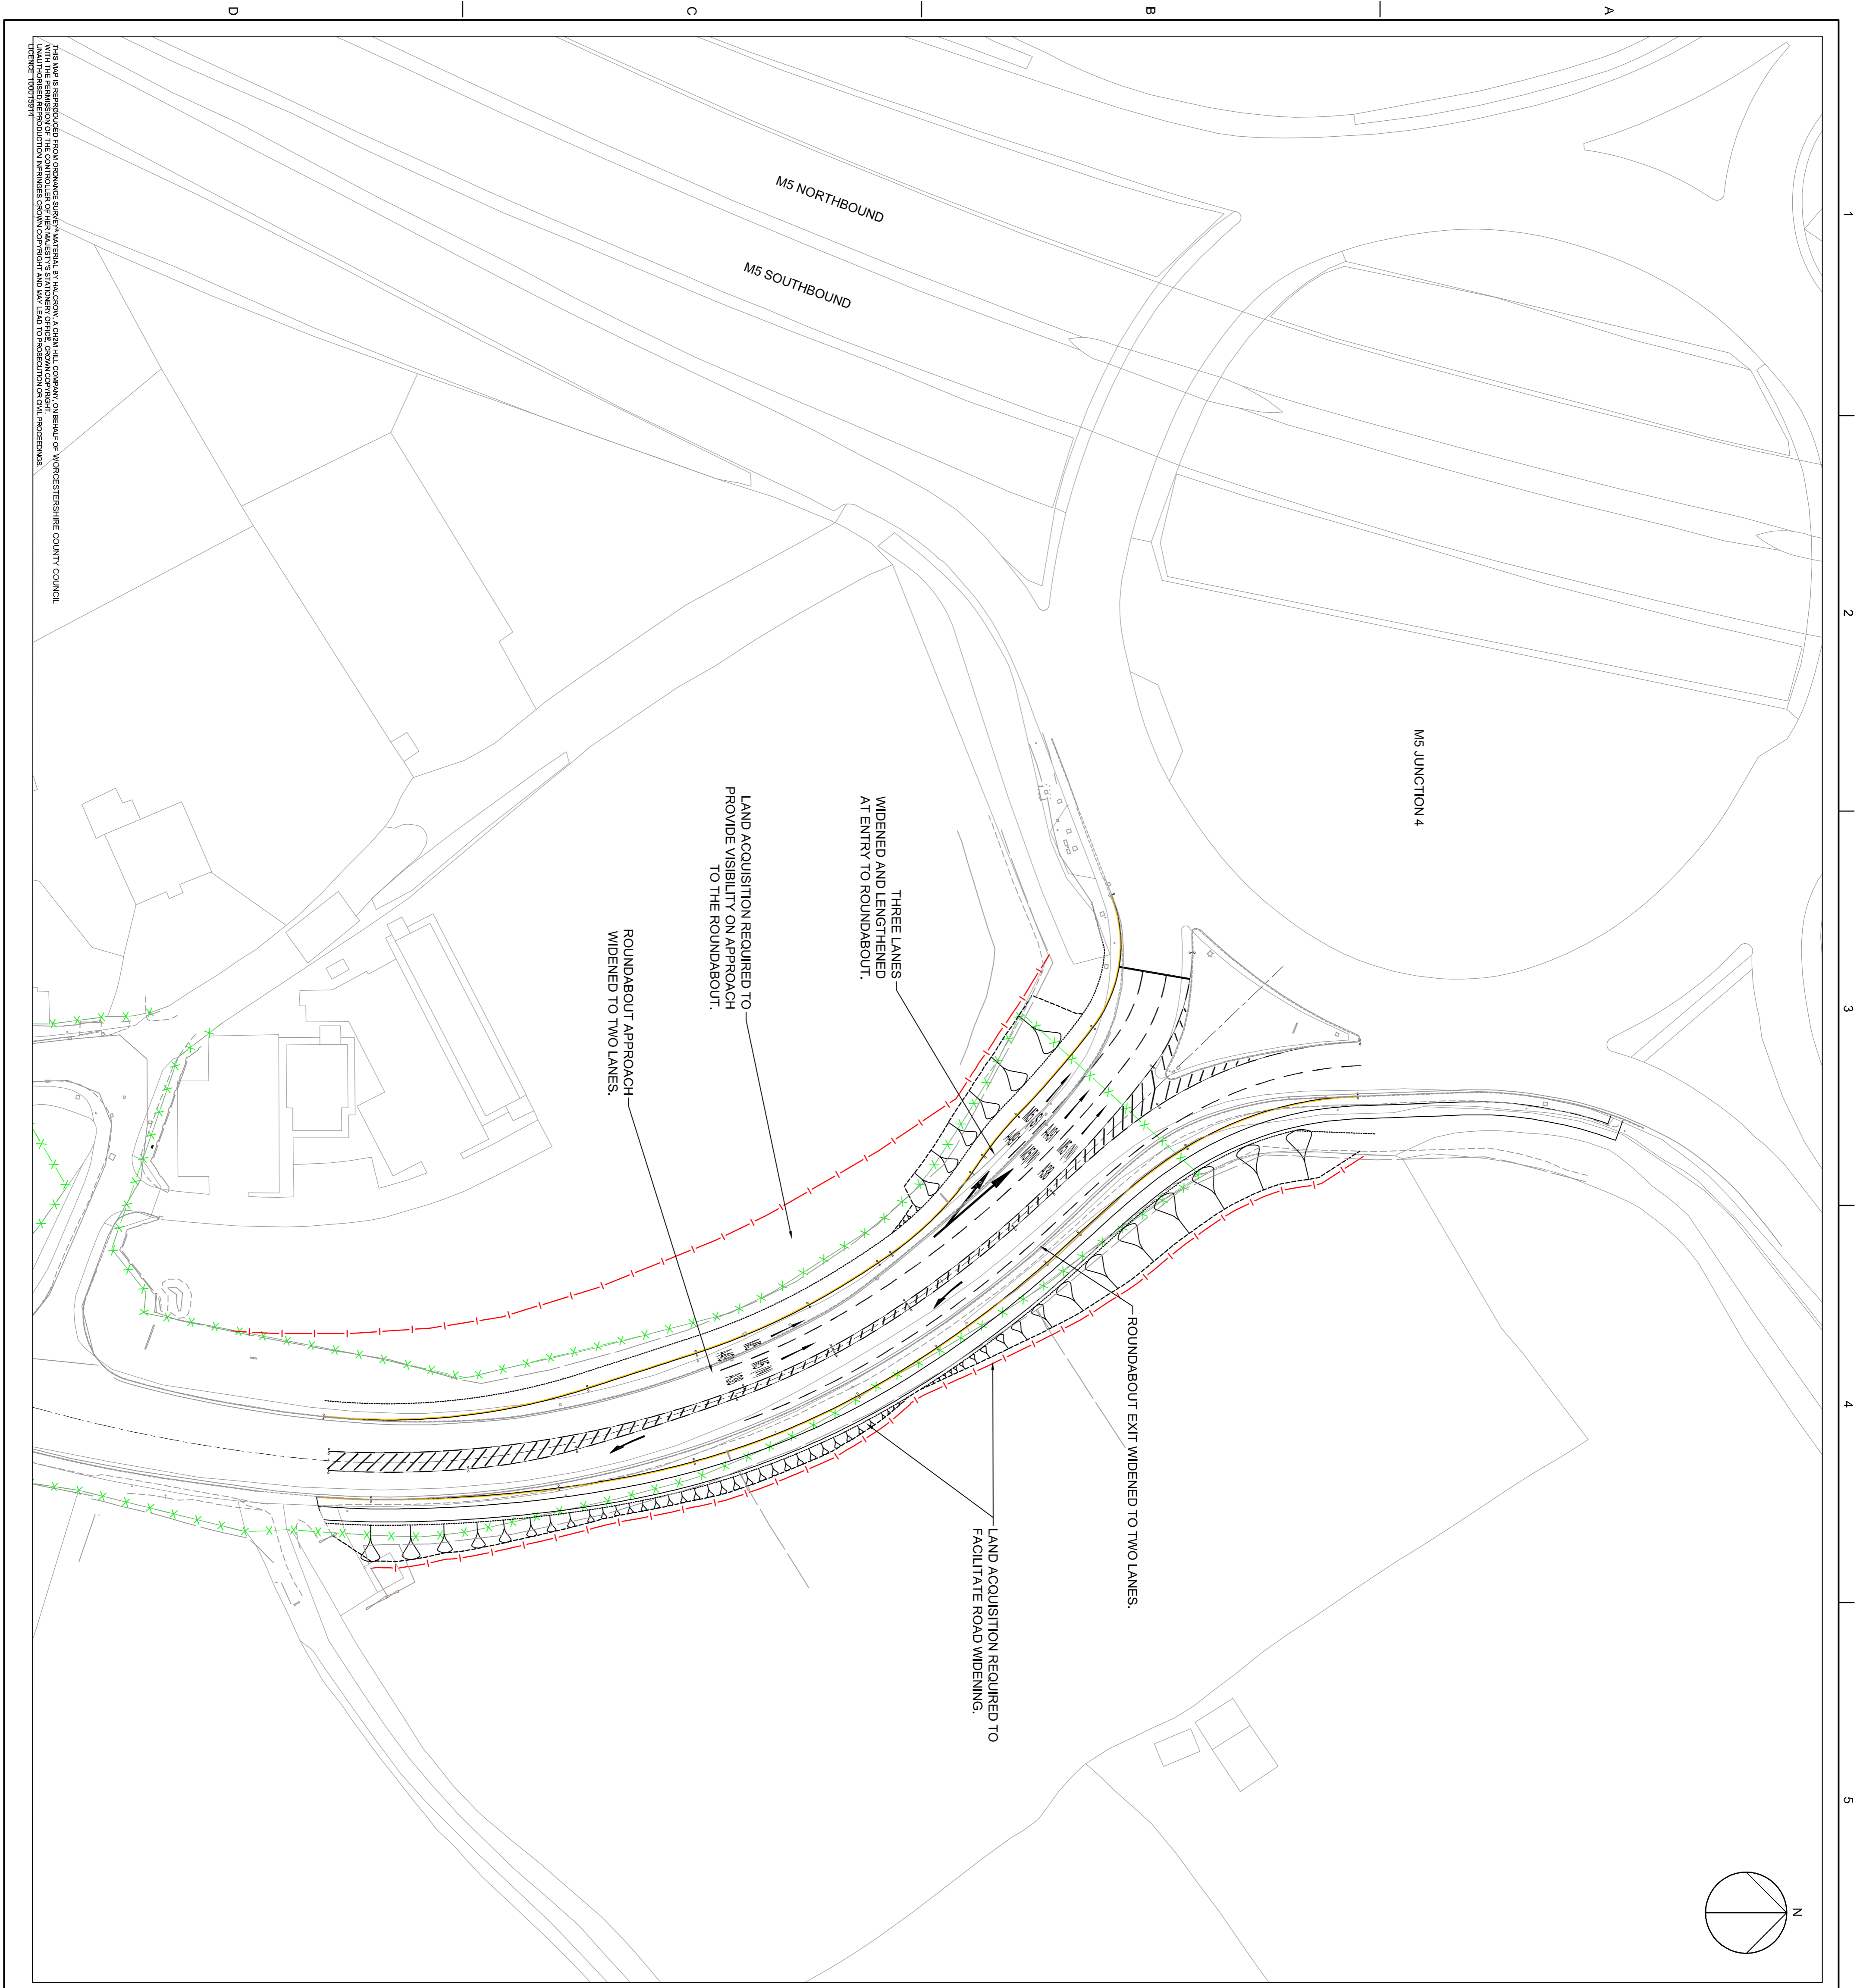 D
C
B
A
1
2
3
4
5
M5 NORTHBOUND
M5 SOUTHBOUND
M5 JUNCTION 4
THREE LANES
WIDENED AND LENGTHENED
AT ENTRY TO ROUNDABOUT.
LAND ACQUISITION REQUIRED TO
PROVIDE VISIBILITY ON APPROACH
TO THE ROUNDABOUT.
ROUNDABOUT APPROACH
WIDENED TO TWO LANES.
ROUNDABOUT EXIT WIDENED TO TWO LANES.
LAND ACQUISITION REQUIRED TO
FACILITATE ROAD WIDENING.
N
THIS MAP IS REPRODUCED FROM ORDNANCE SURVEY® MATERIAL BY HALCROW, A CH2M HILL COMPANY, ON BEHALF OF WORCESTERSHIRE COUNTY COUNCIL
WITH THE PERMISSION OF THE CONTROLLER OF HER MAJESTY'S STATIONERY OFFICE, CROWN COPYRIGHT.
UNAUTHORISED REPRODUCTION INFRINGES CROWN COPYRIGHT AND MAY LEAD TO PROSECUTION OR CIVIL PROCEEDINGS.
LICENCE 100015914